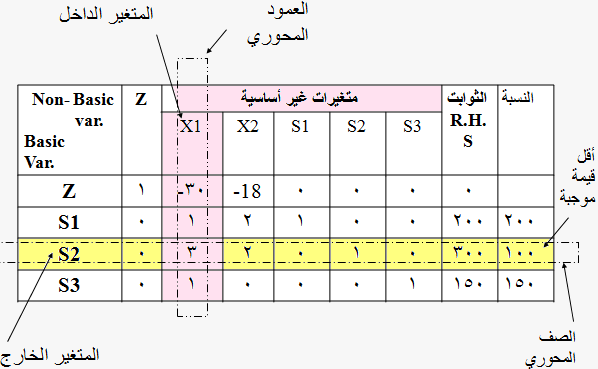 المتغير الداخل
العمود
المحوري
Non- Basic var. Basic Var. | Z | متغيرات غير أساسية | الثوابت R.H.S | النسبة
X1 | X2 | S1 | S2 | S3
Z | ١ | -٣٠ | -18 | ٠ | ٠ | ٠ | ٠
S1 | ٠ | ١ | ٢ | ١ | ٠ | ٠ | ٢٠٠ | ٢٠٠
S2 | ٠ | ٣ | ٢ | ٠ | ١ | ٠ | ٣٠٠ | ١٠٠
S3 | ٠ | ١ | ٠ | ٠ | ٠ | ١ | ١٥٠ | ١٥٠
أقل
قيمة
موجبة
الصف
المحوري
المتغير الخارج